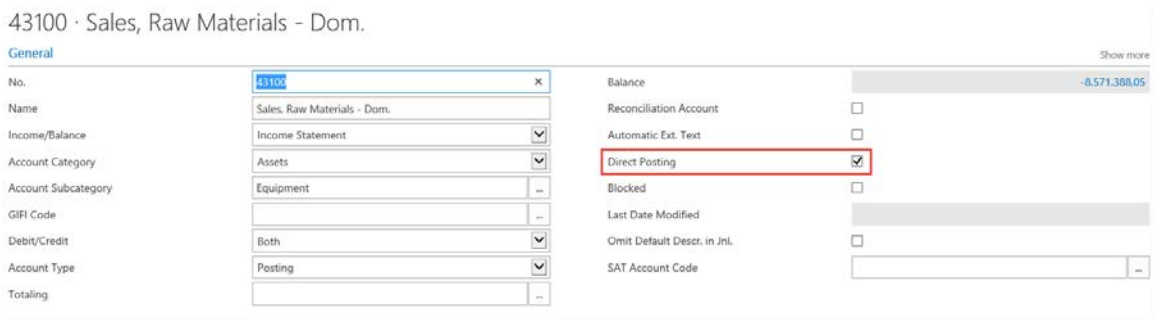 43100 · Sales, Raw Materials - Dom.
General
Show more
No.
43100
Name
Sales, Raw Materials - Dom.
Income/Balance
Income Statement
Account Category
Assets
Account Subcategory
Equipment
...
GIFI Code
...
Debit/Credit
Both
Account Type
Posting
Totaling
...
Balance
-8.571.388,05
Reconciliation Account
Automatic Ext. Text
Direct Posting
Blocked
Last Date Modified
Omit Default Descr. in Jnl.
SAT Account Code
...